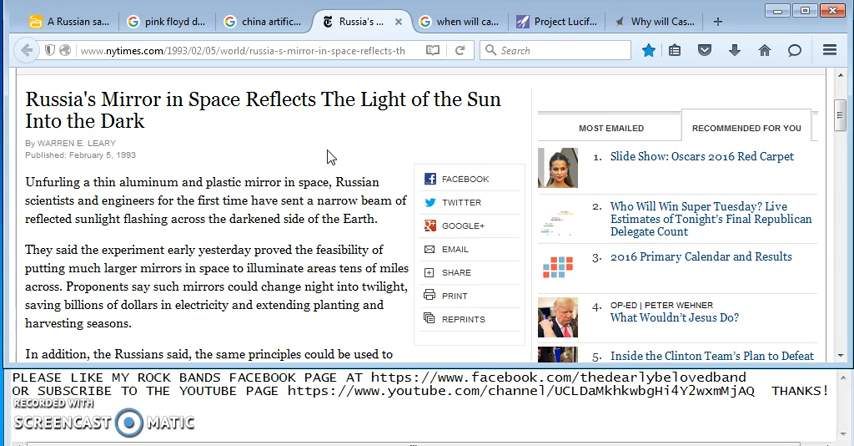 A Russian sa...
pink floyd d...
china artific...
Russia's ...
when will ca...
Project Lucif...
Why will Cas...
www.nytimes.com/1993/02/05/world/russia-s-mirror-in-space-reflects-th
Search
Russia's Mirror in Space Reflects The Light of the Sun
Into the Dark
By WARREN E. LEARY
Published: February 5, 1993
Unfurling a thin aluminum and plastic mirror in space, Russian
scientists and engineers for the first time have sent a narrow beam of
reflected sunlight flashing across the darkened side of the Earth.
They said the experiment early yesterday proved the feasibility of
putting much larger mirrors in space to illuminate areas tens of miles
across. Proponents say such mirrors could change night into twilight,
saving billions of dollars in electricity and extending planting and
harvesting seasons.
In addition, the Russians said, the same principles could be used to
FACEBOOK
TWITTER
GOOGLE+
EMAIL
SHARE
PRINT
REPRINTS
MOST EMAILED
RECOMMENDED FOR YOU
1. Slide Show: Oscars 2016 Red Carpet
2. Who Will Win Super Tuesday? Live
Estimates of Tonight's Final Republican
Delegate Count
3. 2016 Primary Calendar and Results
4. OP-ED | PETER WEHNER
What Wouldn't Jesus Do?
5. Inside the Clinton Team's Plan to Defeat
PLEASE LIKE MY ROCK BANDS FACEBOOK PAGE AT https://www.facebook.com/thedearlybelovedband
OR SUBSCRIBE TO THE YOUTUBE PAGE https://www.youtube.com/channel/UCLDaMkhkwbgHi4Y2wxmMjAQ THANKS!
RECORDED WITH
SCREENCAST MATIC